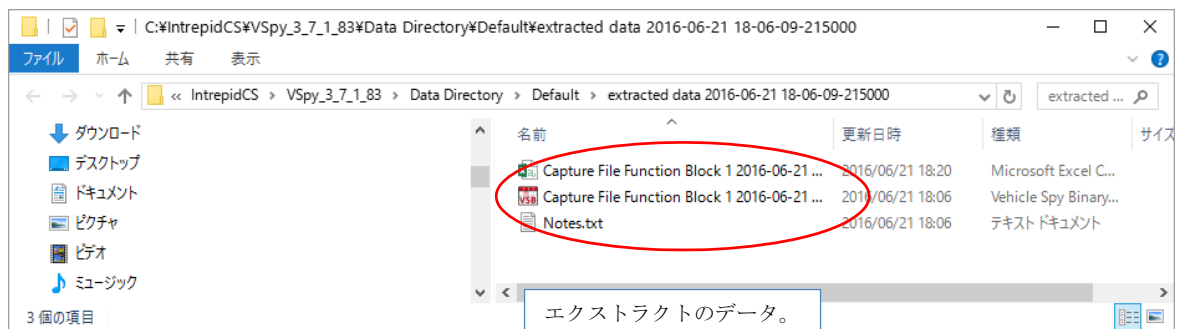 C:¥IntrepidCS¥VSpy_3_7_1_83¥Data Directory¥Default¥extracted data 2016-06-21 18-06-09-215000
ファイル ホーム 共有 表示
« IntrepidCS › VSpy_3_7_1_83 › Data Directory › Default › extracted data 2016-06-21 18-06-09-215000 extracted ...
ダウンロード
デスクトップ
ドキュメント
ピクチャ
ビデオ
ミュージック
名前 更新日時 種類 サイズ
Capture File Function Block 1 2016-06-21 ... 2016/06/21 18:20 Microsoft Excel C...
VSB Capture File Function Block 1 2016-06-21 ... 2016/06/21 18:06 Vehicle Spy Binary...
Notes.txt 2016/06/21 18:06 テキスト ドキュメント
エクストラクトのデータ。
3 個の項目